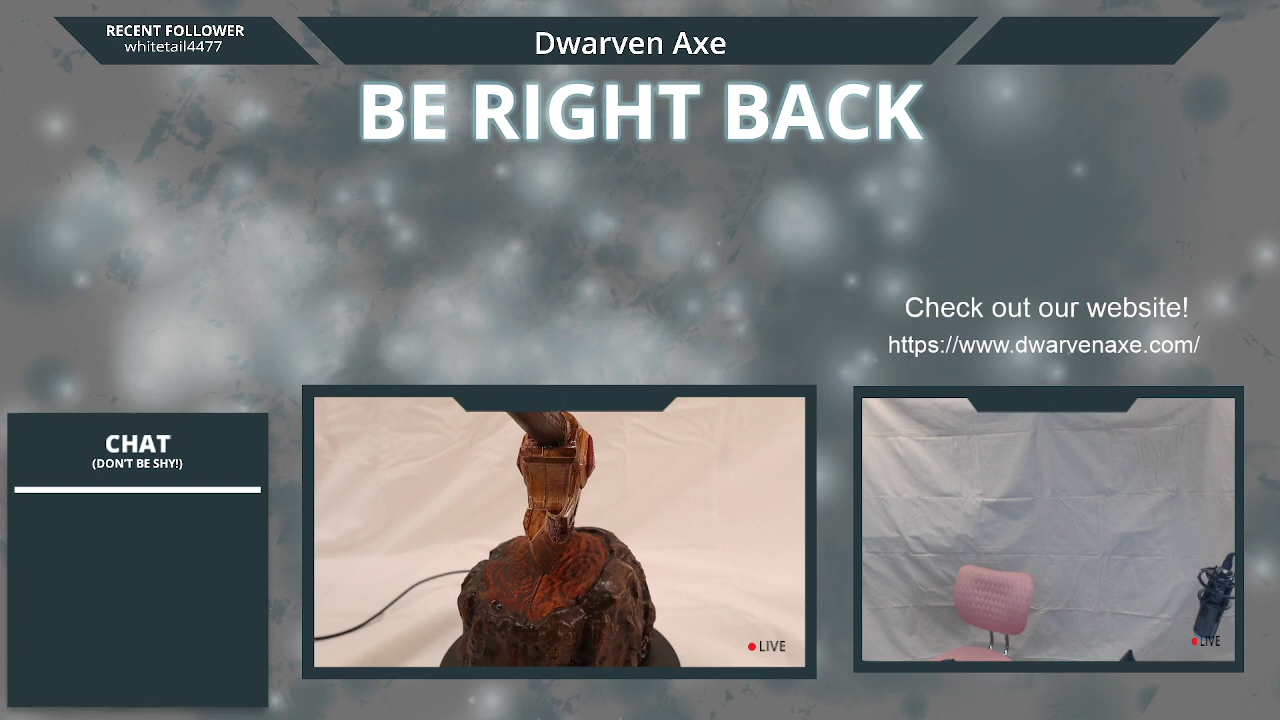 RECENT FOLLOWER
whitetail4477
Dwarven Axe
BE RIGHT BACK
Check out our website!
https://www.dwarvenaxe.com/
CHAT
(DON'T BE SHY!)
LIVE
LIVE